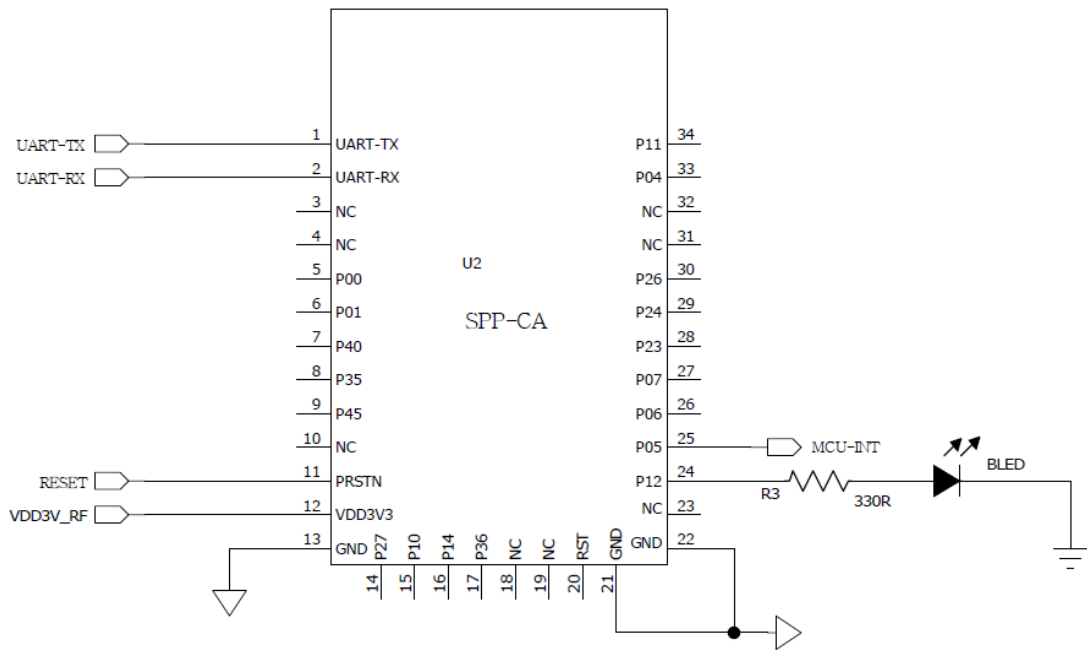 UART-TX 1 UART-TX P11 34
UART-RX 2 UART-RX P04 33
3 NC NC 32
4 NC NC 31
U2
5 P00 P26 30
6 P01 SPP-CA P24 29
7 P40 P23 28
8 P35 P07 27
9 P45 P06 26
10 NC P05 25 MCU-INT
RESET 11 PRSTN P12 24 R3 330R BLED
VDD3V_RF 12 VDD3V3 NC 23
13 GND GND 22
P27 P10 P14 P36 NC NC RST GND
14 15 16 17 18 19 20 21